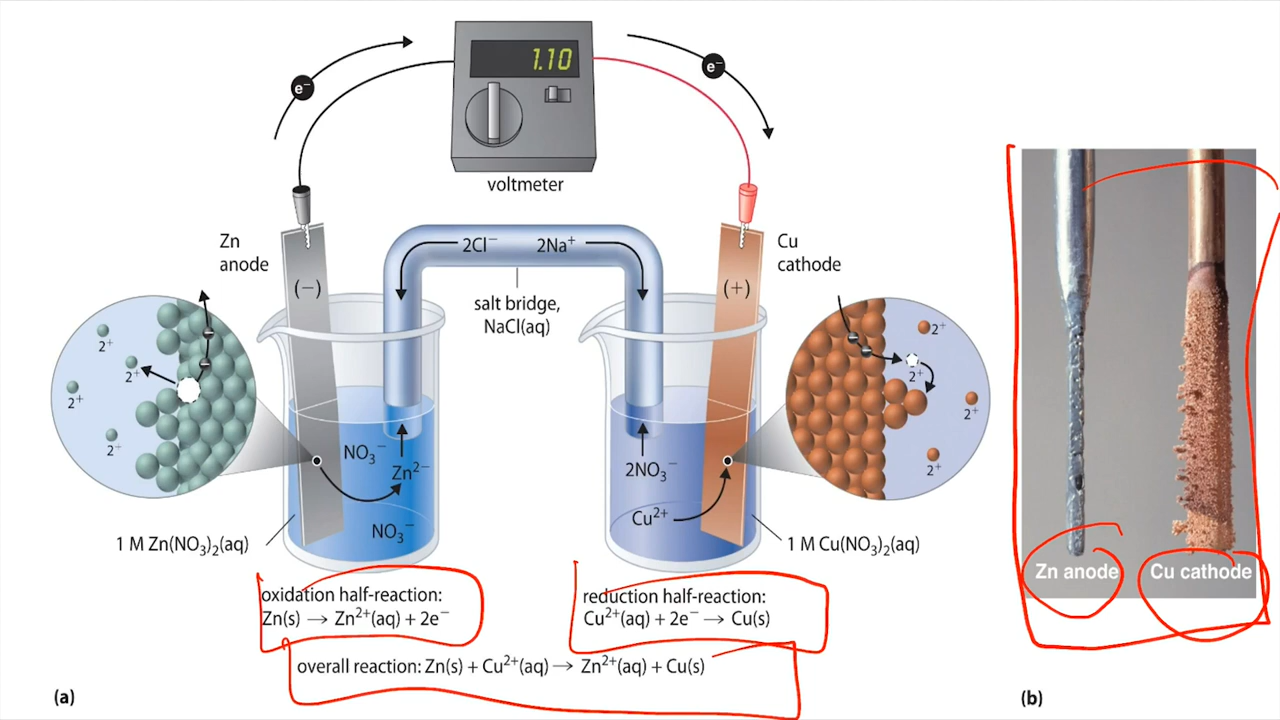 1.10
e⁻
e⁻
voltmeter
Zn
anode
2Cl⁻
2Na⁺
Cu
cathode
(−)
(+)
salt bridge,
NaCl(aq)
2+
2+
2+
2+
2+
2+
2+
2+
NO₃⁻
Zn²⁻
NO₃⁻
2NO₃⁻
Cu²⁺
1 M Zn(NO₃)₂(aq)
1 M Cu(NO₃)₂(aq)
Zn anode
Cu cathode
oxidation half-reaction:
Zn(s) → Zn²⁺(aq) + 2e⁻
reduction half-reaction:
Cu²⁺(aq) + 2e⁻ → Cu(s)
overall reaction: Zn(s) + Cu²⁺(aq) → Zn²⁺(aq) + Cu(s)
(a)
(b)